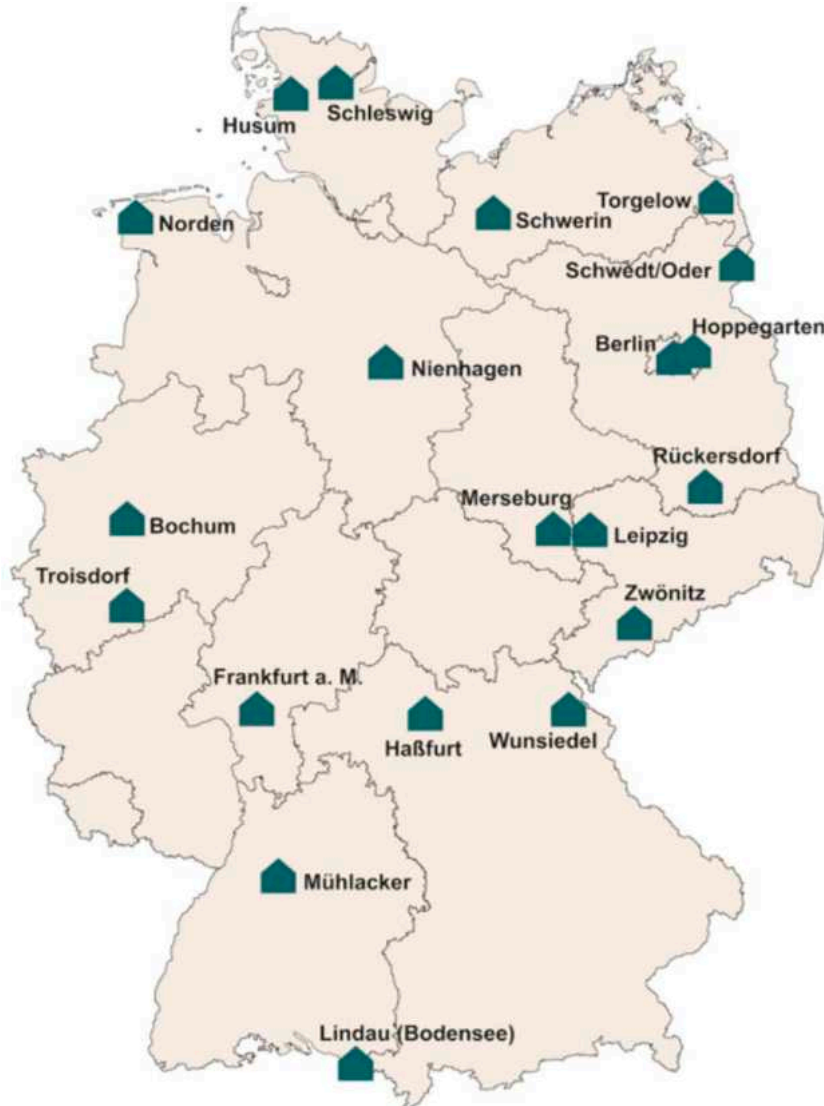 Schleswig
Husum
Torgelow
Norden
Schwerin
Schwedt/Oder
Hoppegarten
Berlin
Nienhagen
Rückersdorf
Merseburg
Bochum
Leipzig
Troisdorf
Zwönitz
Frankfurt a. M.
Wunsiedel
Haßfurt
Mühlacker
Lindau (Bodensee)